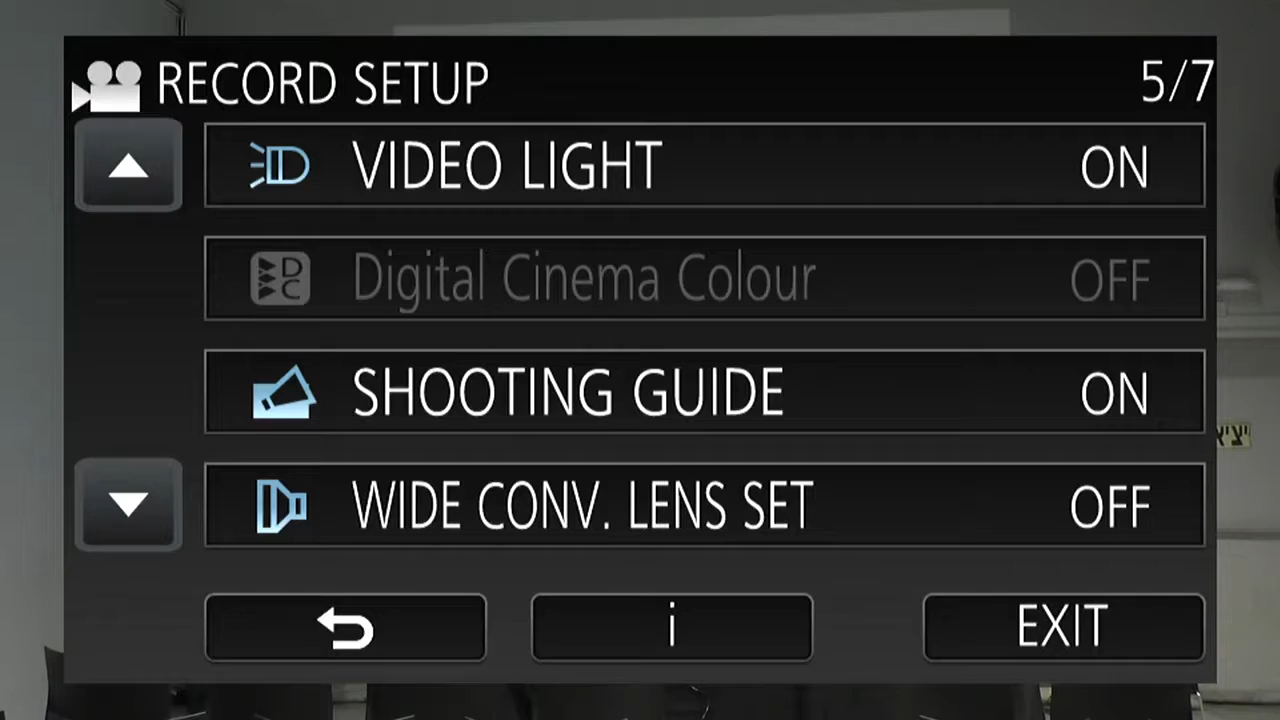 RECORD SETUP 5/7
VIDEO LIGHT ON
Digital Cinema Colour OFF
SHOOTING GUIDE ON
WIDE CONV. LENS SET OFF
i EXIT